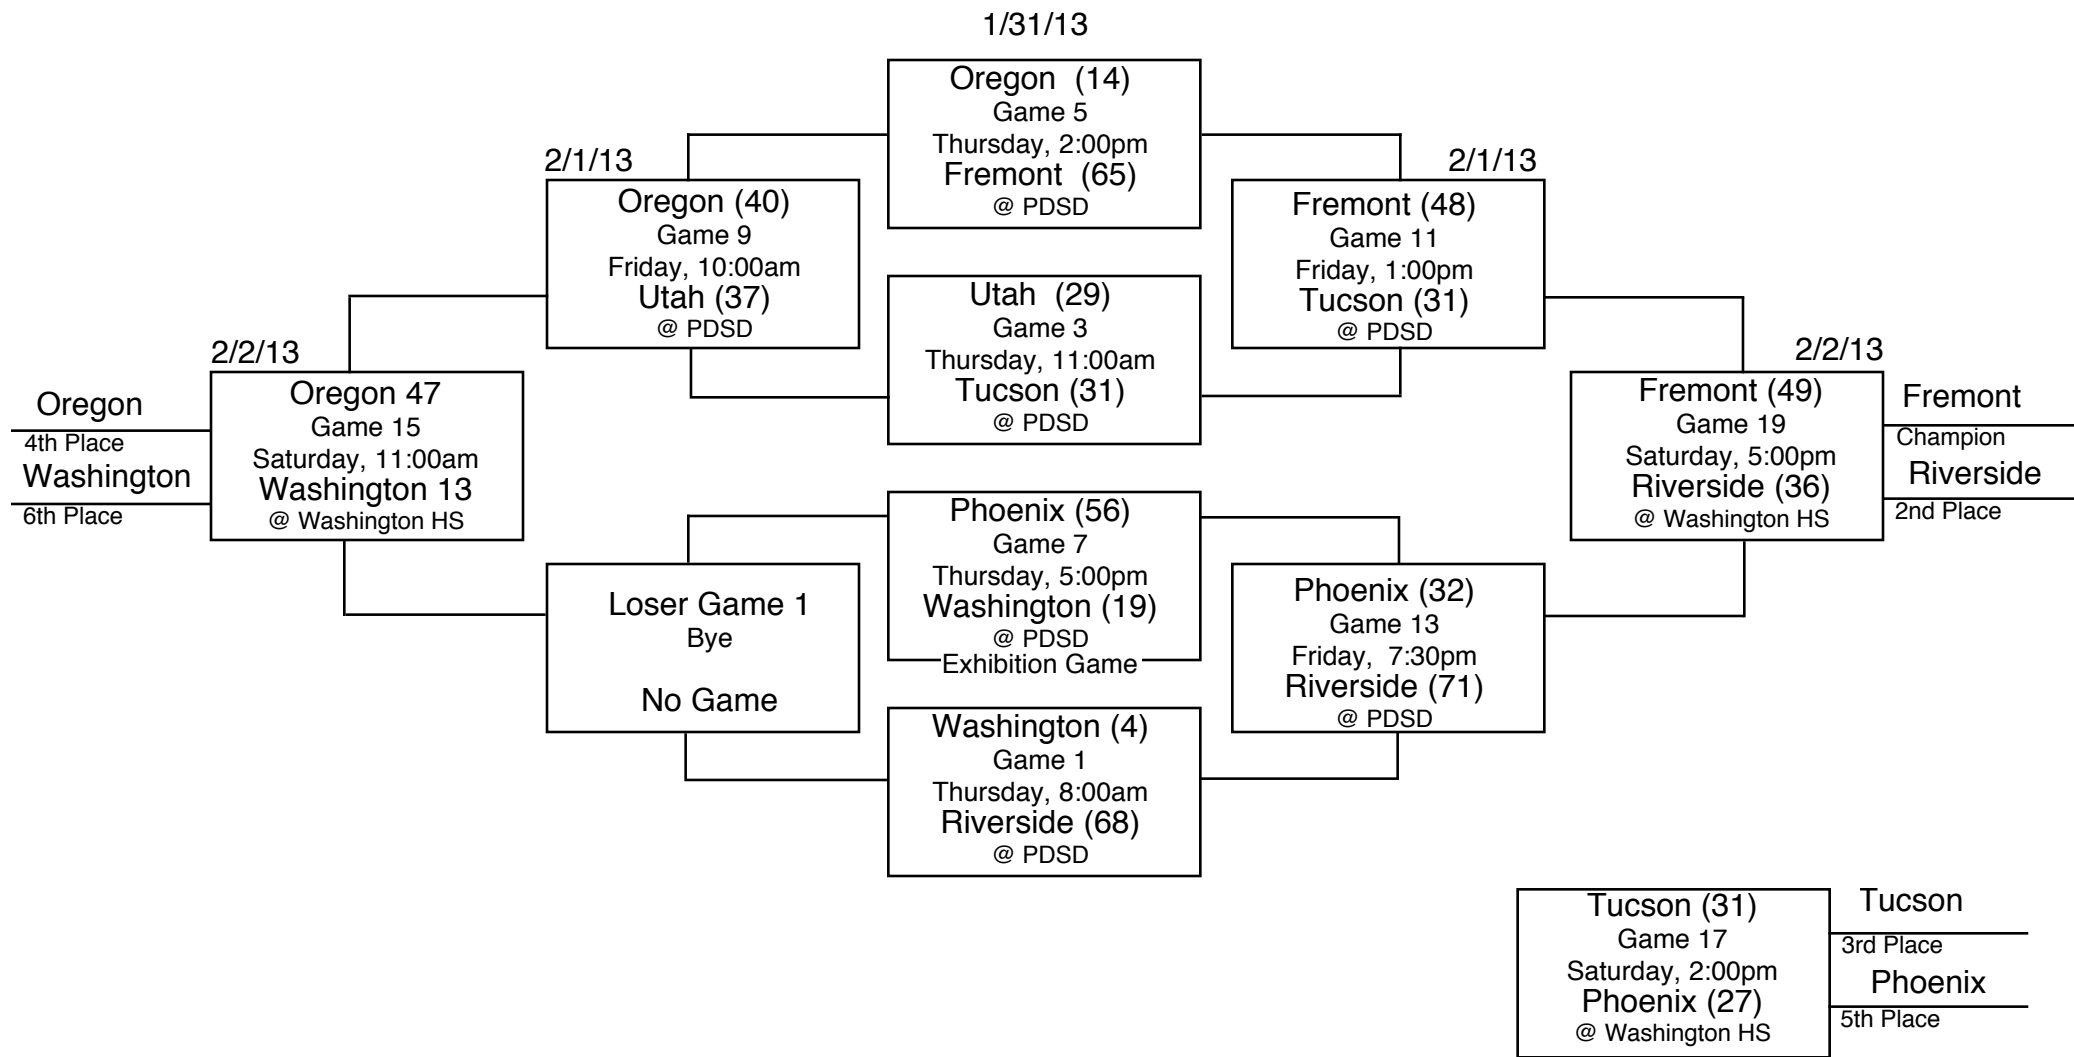 1/31/13
Oregon (14)
Game 5
Thursday, 2:00pm
Fremont (65)
@ PDSD
2/1/13
Oregon (40)
Game 9
Friday, 10:00am
Utah (37)
@ PDSD
2/1/13
Fremont (48)
Game 11
Friday, 1:00pm
Tucson (31)
@ PDSD
Utah (29)
Game 3
Thursday, 11:00am
Tucson (31)
@ PDSD
2/2/13
Oregon 47
Game 15
Saturday, 11:00am
Washington 13
@ Washington HS
Oregon
4th Place
Washington
6th Place
2/2/13
Fremont (49)
Game 19
Saturday, 5:00pm
Riverside (36)
@ Washington HS
Fremont
Champion
Riverside
2nd Place
Phoenix (56)
Game 7
Thursday, 5:00pm
Washington (19)
@ PDSD
Exhibition Game
Loser Game 1
Bye
No Game
Phoenix (32)
Game 13
Friday, 7:30pm
Riverside (71)
@ PDSD
Washington (4)
Game 1
Thursday, 8:00am
Riverside (68)
@ PDSD
Tucson (31)
Game 17
Saturday, 2:00pm
Phoenix (27)
@ Washington HS
Tucson
3rd Place
Phoenix
5th Place